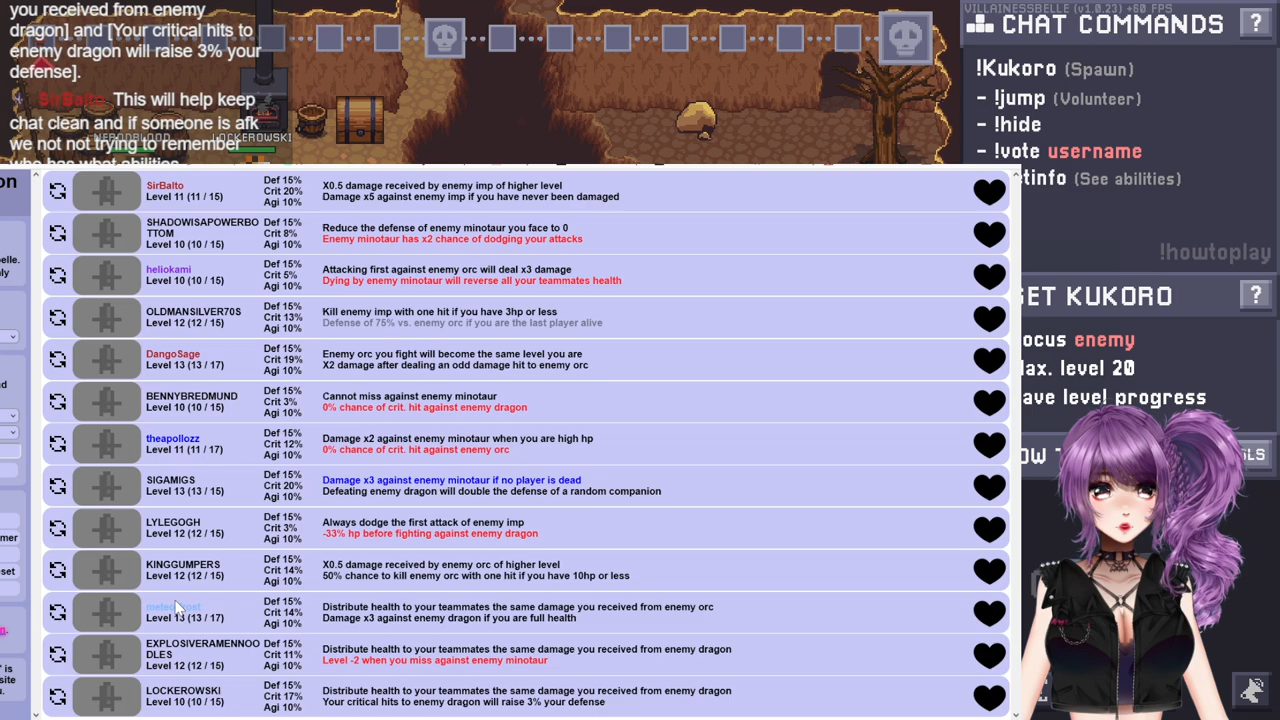 you received from enemy
dragon] and [Your critical hits to
enemy dragon will raise 3% your
defense].
SirBalto: This will help keep
chat clean and if someone is afk
we not not trying to remember
who has what abilities
LOCKEROWSKI
VILLAINESSBELLE (v1.0.23) +60 FPS
CHAT COMMANDS
?
!Kukoro (Spawn)
- !jump (Volunteer)
- !hide
- !vote username
tinfo (See abilities)
!howtoplay
GET KUKORO
?
ocus enemy
ax. level 20
ave level progress
OW T
LS
on
elle.
ly
nd
mer
set
" is
site
u.
SirBalto
Level 11 (11 / 15)
Def 15%
Crit 20%
Agi 10%
X0.5 damage received by enemy imp of higher level
Damage x5 against enemy imp if you have never been damaged
SHADOWISAPOWERBO
TTOM
Level 10 (10 / 15)
Def 15%
Crit 8%
Agi 10%
Reduce the defense of enemy minotaur you face to 0
Enemy minotaur has x2 chance of dodging your attacks
heliokami
Level 10 (10 / 15)
Def 15%
Crit 5%
Agi 10%
Attacking first against enemy orc will deal x3 damage
Dying by enemy minotaur will reverse all your teammates health
OLDMANSILVER70S
Level 12 (12 / 15)
Def 15%
Crit 13%
Agi 10%
Kill enemy imp with one hit if you have 3hp or less
Defense of 75% vs. enemy orc if you are the last player alive
DangoSage
Level 13 (13 / 17)
Def 15%
Crit 19%
Agi 10%
Enemy orc you fight will become the same level you are
X2 damage after dealing an odd damage hit to enemy orc
BENNYBREDMUND
Level 10 (10 / 15)
Def 15%
Crit 3%
Agi 10%
Cannot miss against enemy minotaur
0% chance of crit. hit against enemy dragon
theapollozz
Level 11 (11 / 17)
Def 15%
Crit 12%
Agi 10%
Damage x2 against enemy minotaur when you are high hp
0% chance of crit. hit against enemy orc
SIGAMIGS
Level 13 (13 / 15)
Def 15%
Crit 20%
Agi 10%
Damage x3 against enemy minotaur if no player is dead
Defeating enemy dragon will double the defense of a random companion
LYLEGOGH
Level 12 (12 / 15)
Def 15%
Crit 3%
Agi 10%
Always dodge the first attack of enemy imp
-33% hp before fighting against enemy dragon
KINGGUMPERS
Level 12 (12 / 15)
Def 15%
Crit 14%
Agi 10%
X0.5 damage received by enemy orc of higher level
50% chance to kill enemy orc with one hit if you have 10hp or less
Level 13 (13 / 17)
Def 15%
Crit 14%
Agi 10%
Distribute health to your teammates the same damage you received from enemy orc
Damage x3 against enemy dragon if you are full health
EXPLOSIVERAMENNOO
DLES
Level 12 (12 / 15)
Def 15%
Crit 11%
Agi 10%
Distribute health to your teammates the same damage you received from enemy dragon
Level -2 when you miss against enemy minotaur
LOCKEROWSKI
Level 10 (10 / 15)
Def 15%
Crit 17%
Agi 10%
Distribute health to your teammates the same damage you received from enemy dragon
Your critical hits to enemy dragon will raise 3% your defense